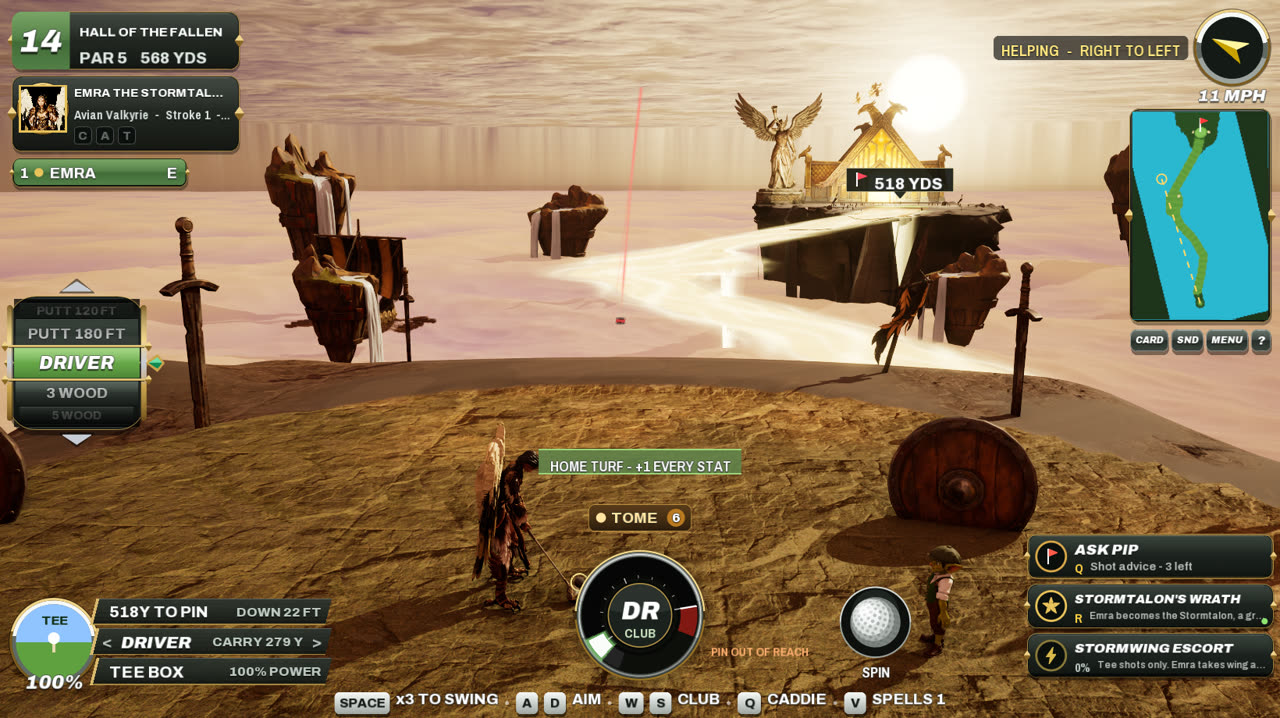 14
HALL OF THE FALLEN
PAR 5 568 YDS
EMRA THE STORMTAL...
Avian Valkyrie - Stroke 1 -...
C A T
1 EMRA E
HELPING - RIGHT TO LEFT
11 MPH
518 YDS
CARD SND MENU ?
PUTT 120 FT
PUTT 180 FT
DRIVER
3 WOOD
5 WOOD
HOME TURF - +1 EVERY STAT
TOME 6
DR
CLUB
PIN OUT OF REACH
SPIN
ASK PIP
Q Shot advice - 3 left
STORMTALON'S WRATH
R Emra becomes the Stormtalon, a gr...
STORMWING ESCORT
0% Tee shots only. Emra takes wing a...
TEE
100%
518Y TO PIN DOWN 22 FT
< DRIVER CARRY 279 Y >
TEE BOX 100% POWER
SPACE x3 TO SWING . A D AIM . W S CLUB . Q CADDIE . V SPELLS 1